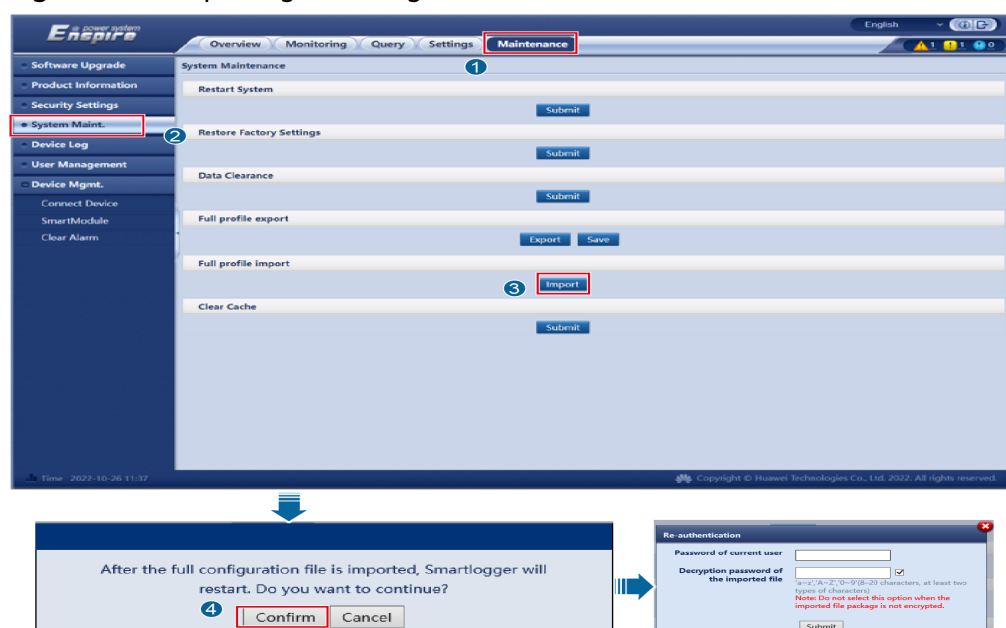 Enspire
power system
English
Overview Monitoring Query Settings Maintenance
1 1 0
1
Software Upgrade
Product Information
Security Settings
System Maint.
2
Device Log
User Management
Device Mgmt.
Connect Device
SmartModule
Clear Alarm
System Maintenance
Restart System
Submit
Restore Factory Settings
Submit
Data Clearance
Submit
Full profile export
Export Save
Full profile import
3 Import
Clear Cache
Submit
Time 2022-10-26 11:37
Copyright © Huawei Technologies Co., Ltd. 2022. All rights reserved.
After the full configuration file is imported, Smartlogger will
restart. Do you want to continue?
4 Confirm Cancel
Re-authentication
Password of current user
Decryption password of
the imported file
'a~z','A~Z','0~9'(8–20 characters, at least two
types of characters)
Note: Do not select this option when the
imported file package is not encrypted.
Submit